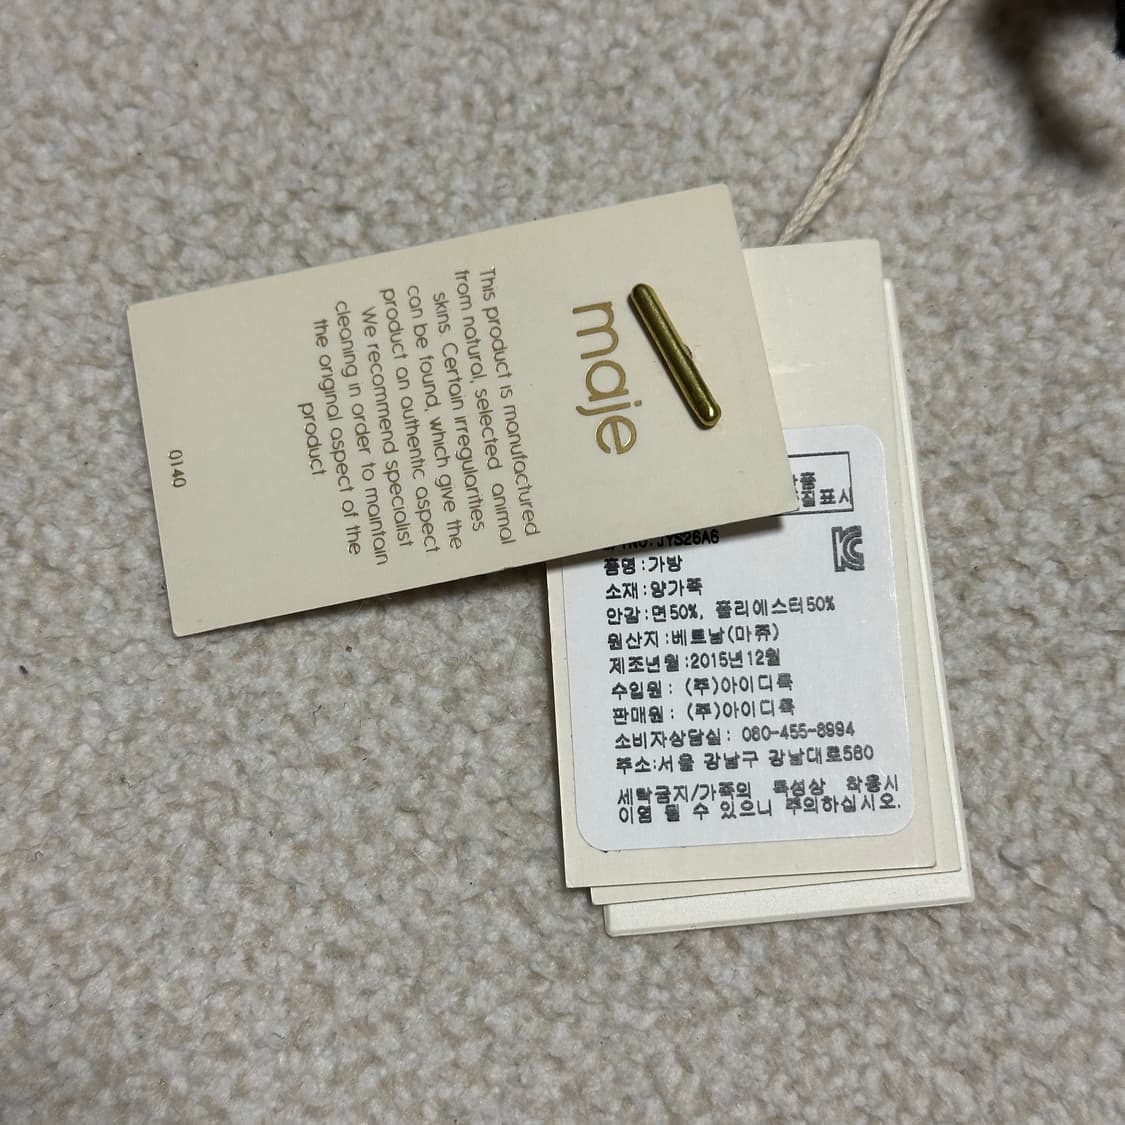 maje
This product is manufactured
from natural, selected animal
skins. Certain irregularities
can be found, which give the
product an authentic aspect
We recommend specialist
cleaning in order to maintain
the original aspect of the
product.
0140
질표시
JYS26A6
품명:가방
소재:양가죽
안감:면50%, 폴리에스터50%
원산지:베트남(마쥬)
제조년월:2015년12월
수입원: (주)아이디룩
판매원: (주)아이디룩
소비자상담실: 080-455-8994
주소:서울 강남구 강남대로580
세탁금지/가죽의 특성상 착용시
이염 될 수 있으니 주의하십시오.